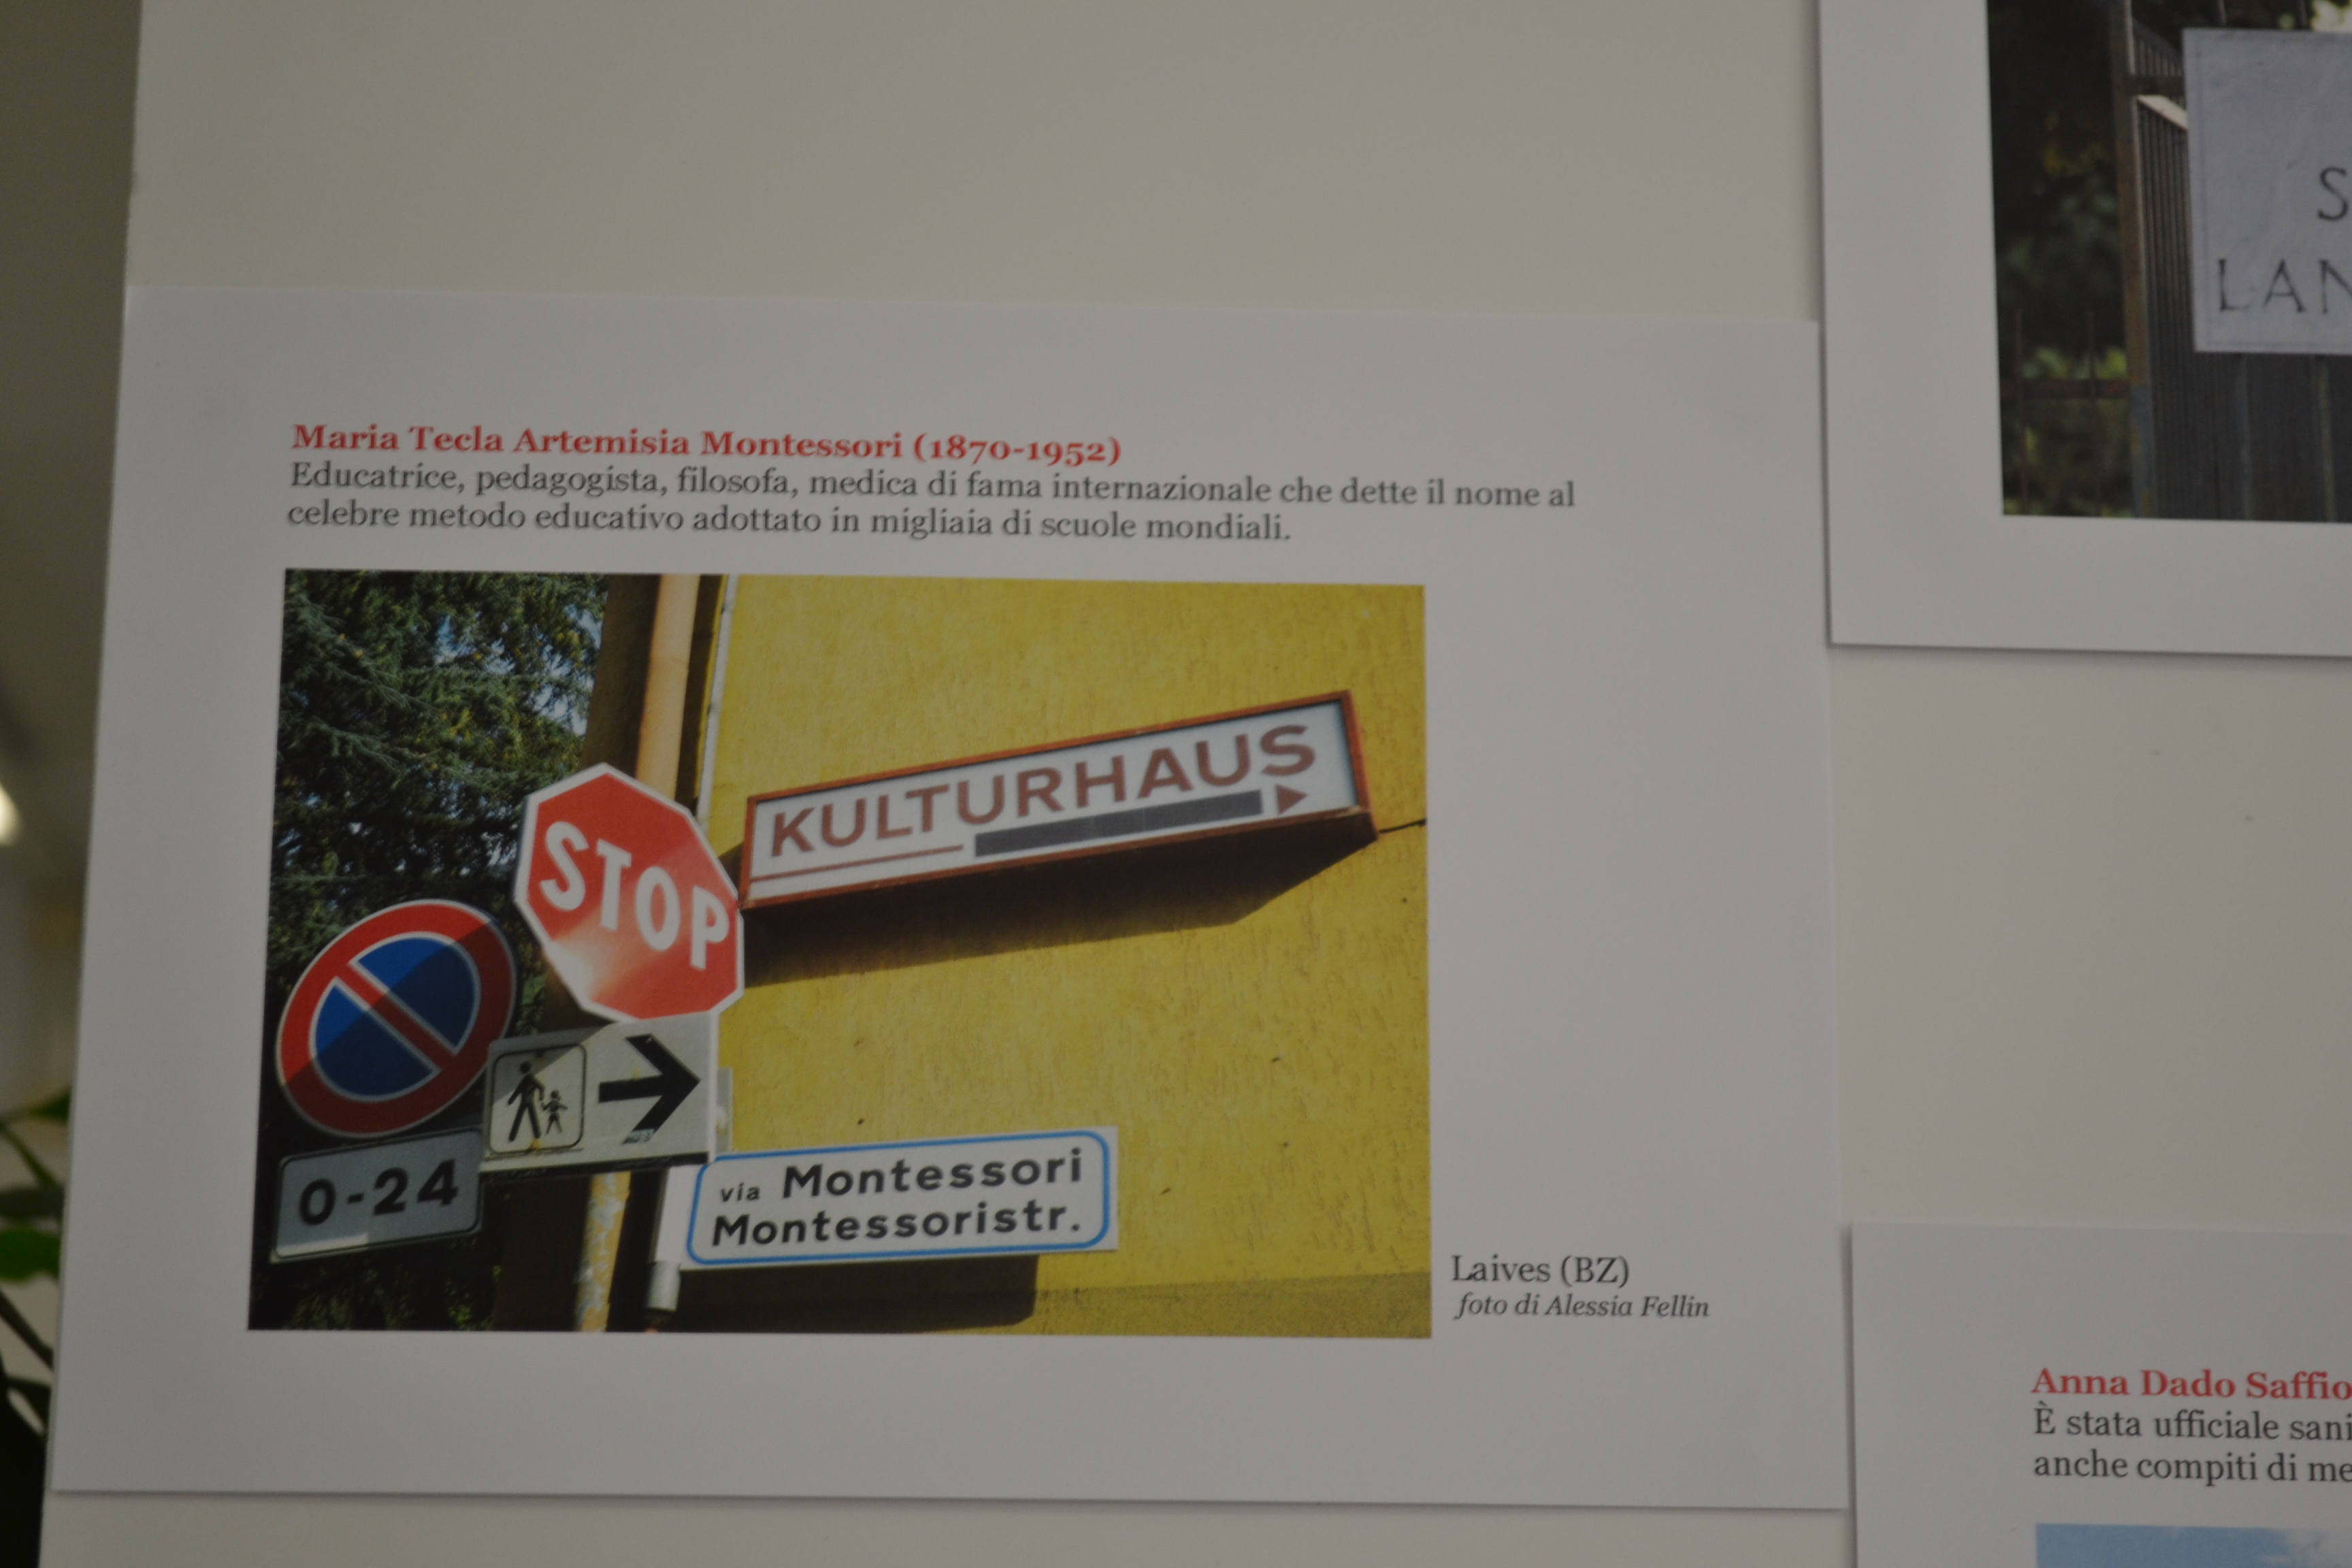 Maria Tecla Artemisia Montessori (1870-1952)
Educatrice, pedagogista, filosofa, medica di fama internazionale che dette il nome al
celebre metodo educativo adottato in migliaia di scuole mondiali.
KULTURHAUS
STOP
0-24
via Montessori
Montessoristr.
Laives (BZ)
foto di Alessia Fellin
S
LAN
Anna Dado Saffio
È stata ufficiale sani
anche compiti di me